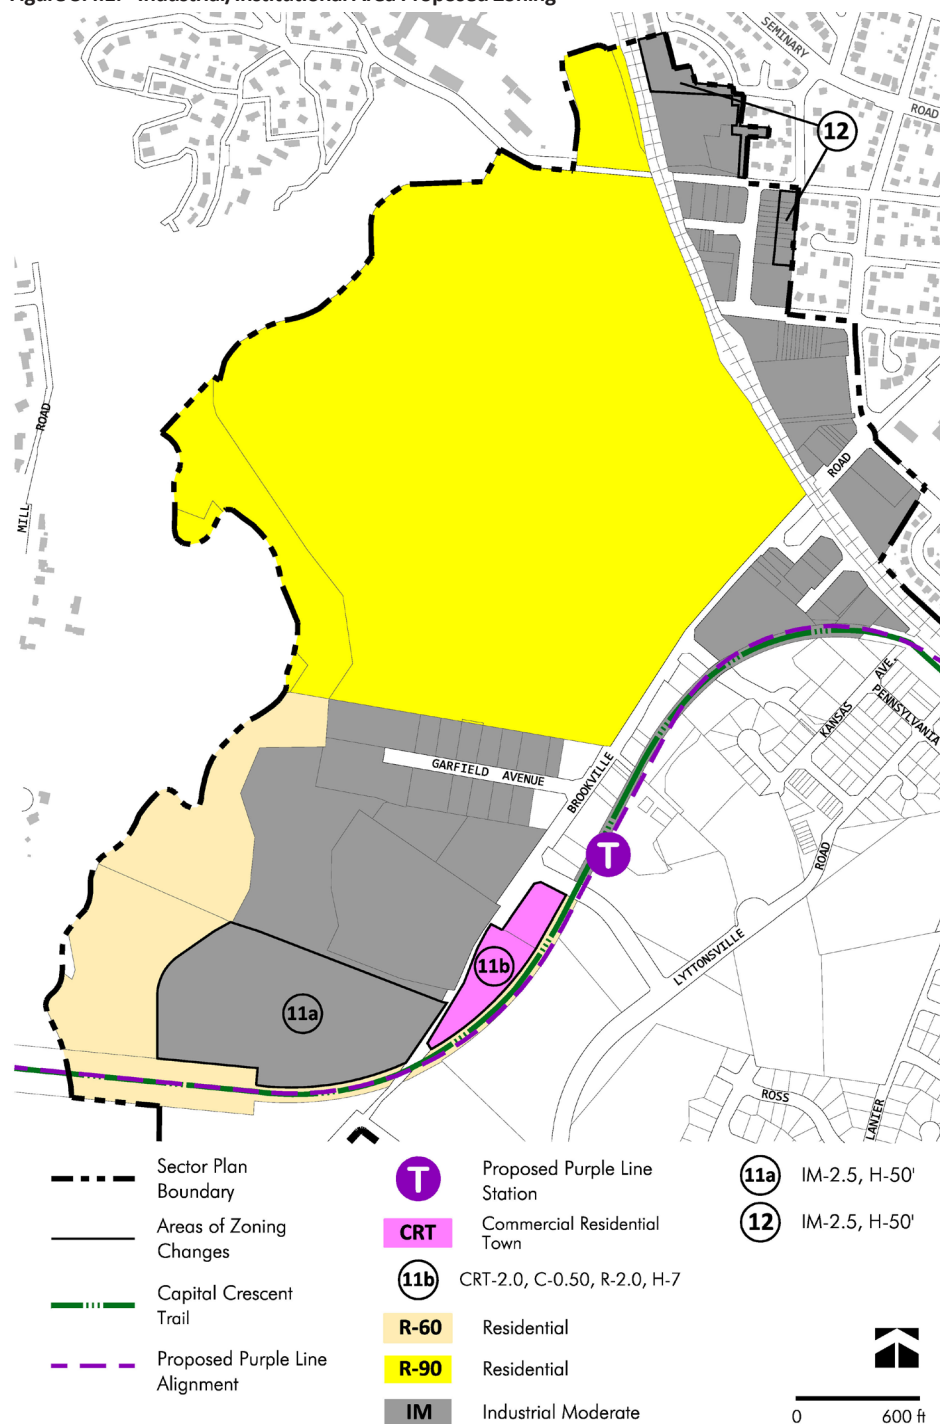 SEMINARY
ROAD
12
ROAD
MILL
ROAD
AVE.
KANSAS
PENNSYLVANIA
GARFIELD AVENUE
BROOKVILLE
T
ROAD
LYTTONSVILLE
11b
11a
ROSS
LANIER
Sector Plan
Boundary
Areas of Zoning
Changes
Capital Crescent
Trail
Proposed Purple Line
Alignment
T
Proposed Purple Line
Station
CRT
Commercial Residential
Town
11b
CRT-2.0, C-0.50, R-2.0, H-7
R-60
Residential
R-90
Residential
IM
Industrial Moderate
11a
IM-2.5, H-50'
12
IM-2.5, H-50'
0 600 ft